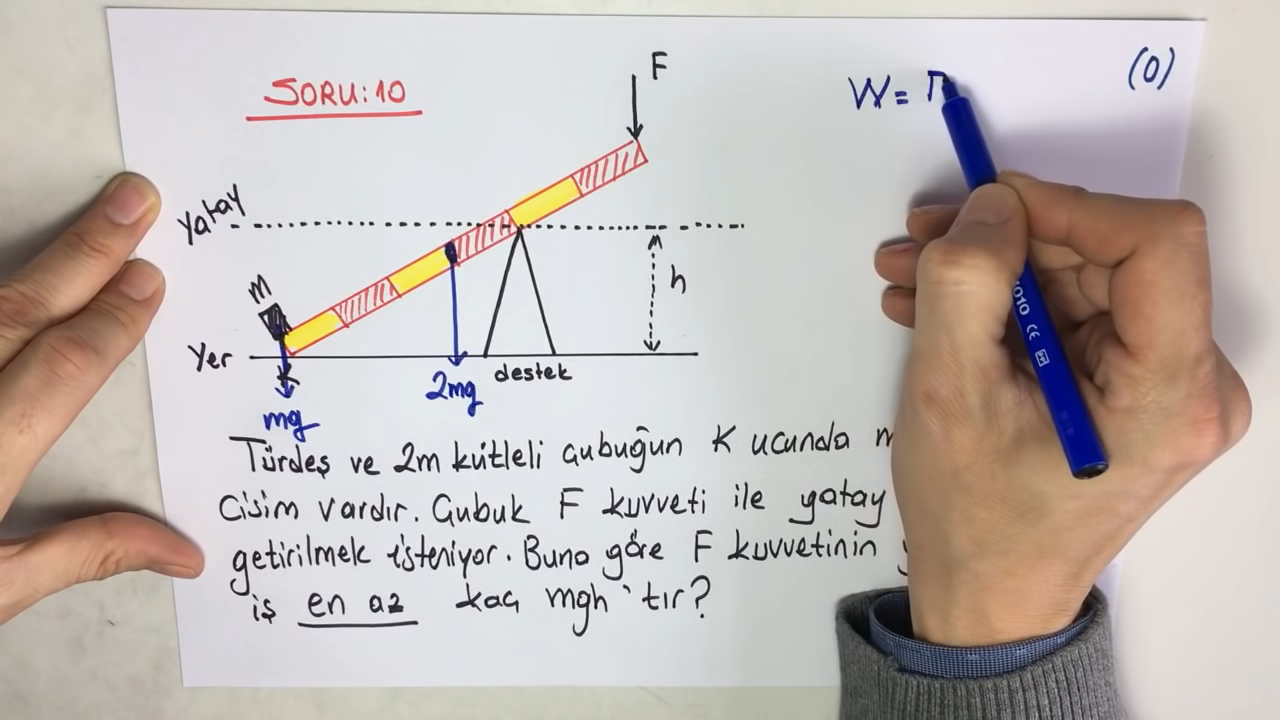 SORU:10
F
W=
(0)
Yatay
h
m
Yer
K
destek
2mg
mg
Türdeş ve 2m kütleli çubuğun K ucunda m
cisim vardır. Çubuk F kuvveti ile yatay
getirilmek isteniyor. Buna göre F kuvvetinin
iş en az kaç mgh'tır?